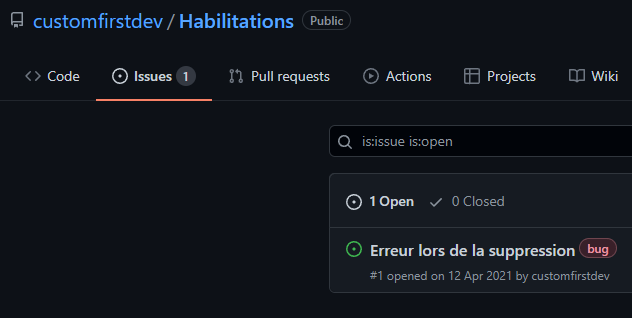 customfirstdev / Habilitations Public
Code Issues 1 Pull requests Actions Projects Wiki
is:issue is:open
1 Open 0 Closed
Erreur lors de la suppression bug
#1 opened on 12 Apr 2021 by customfirstdev